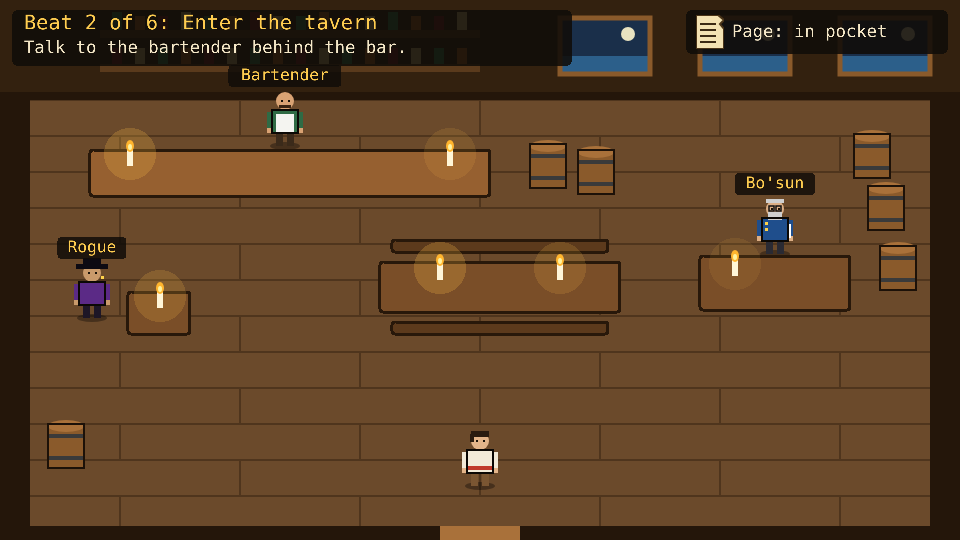 Beat 2 of 6: Enter the tavern
Talk to the bartender behind the bar.
Page: in pocket
Bartender
Bo'sun
Rogue